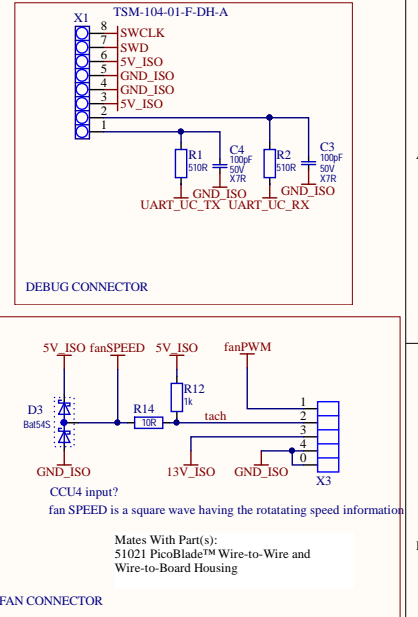 TSM-104-01-F-DH-A
X1
8 SWCLK
7 SWD
6 5V_ISO
5 GND_ISO
4 GND_ISO
3 5V_ISO
2
1
R1
510R
C4
100pF
50V
X7R
R2
510R
C3
100pF
50V
X7R
GND_ISO
GND_ISO
UART_UC_TX
UART_UC_RX
DEBUG CONNECTOR
5V_ISO fanSPEED 5V_ISO fanPWM
R12
1k
D3
Bat54S
R14
10R
tach
1
2
3
4
0
X3
GND_ISO
13V_ISO
GND_ISO
CCU4 input?
fan SPEED is a square wave having the rotatating speed information
Mates With Part(s):
51021 PicoBlade™ Wire-to-Wire and
Wire-to-Board Housing
FAN CONNECTOR